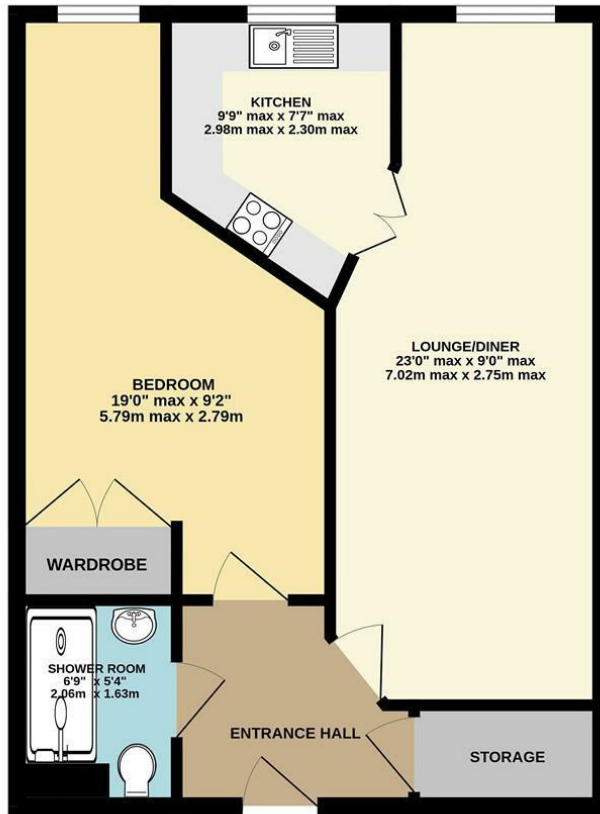 KITCHEN
9'9" max x 7'7" max
2.98m max x 2.30m max
LOUNGE/DINER
23'0" max x 9'0" max
7.02m max x 2.75m max
BEDROOM
19'0" max x 9'2"
5.79m max x 2.79m
WARDROBE
SHOWER ROOM
6'9" x 5'4"
2.06m x 1.63m
ENTRANCE HALL
STORAGE